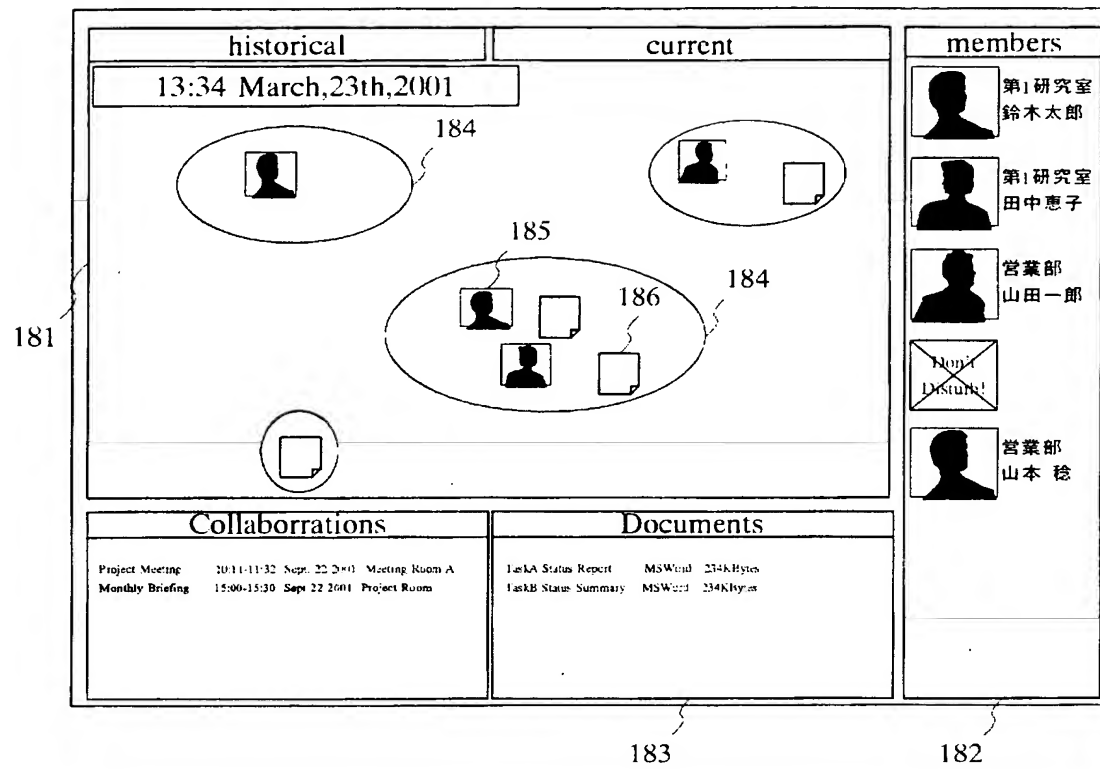 historical
current
members
13:34 March,23th,2001
184
第1研究室
鈴木太郎
第1研究室
田中恵子
185
186
184
営業部
山田一郎
181
Don't
Disturb!
営業部
山本 稔
Collaborrations
Documents
Project Meeting Sept. 22 2001 Meeting Room A
Monthly Briefing 15:00-15:30 Sept 22 2001 Project Room
TaskA Status Report MSWord 234KBytes
TaskB Status Summary MSWord 234KBytes
183
182